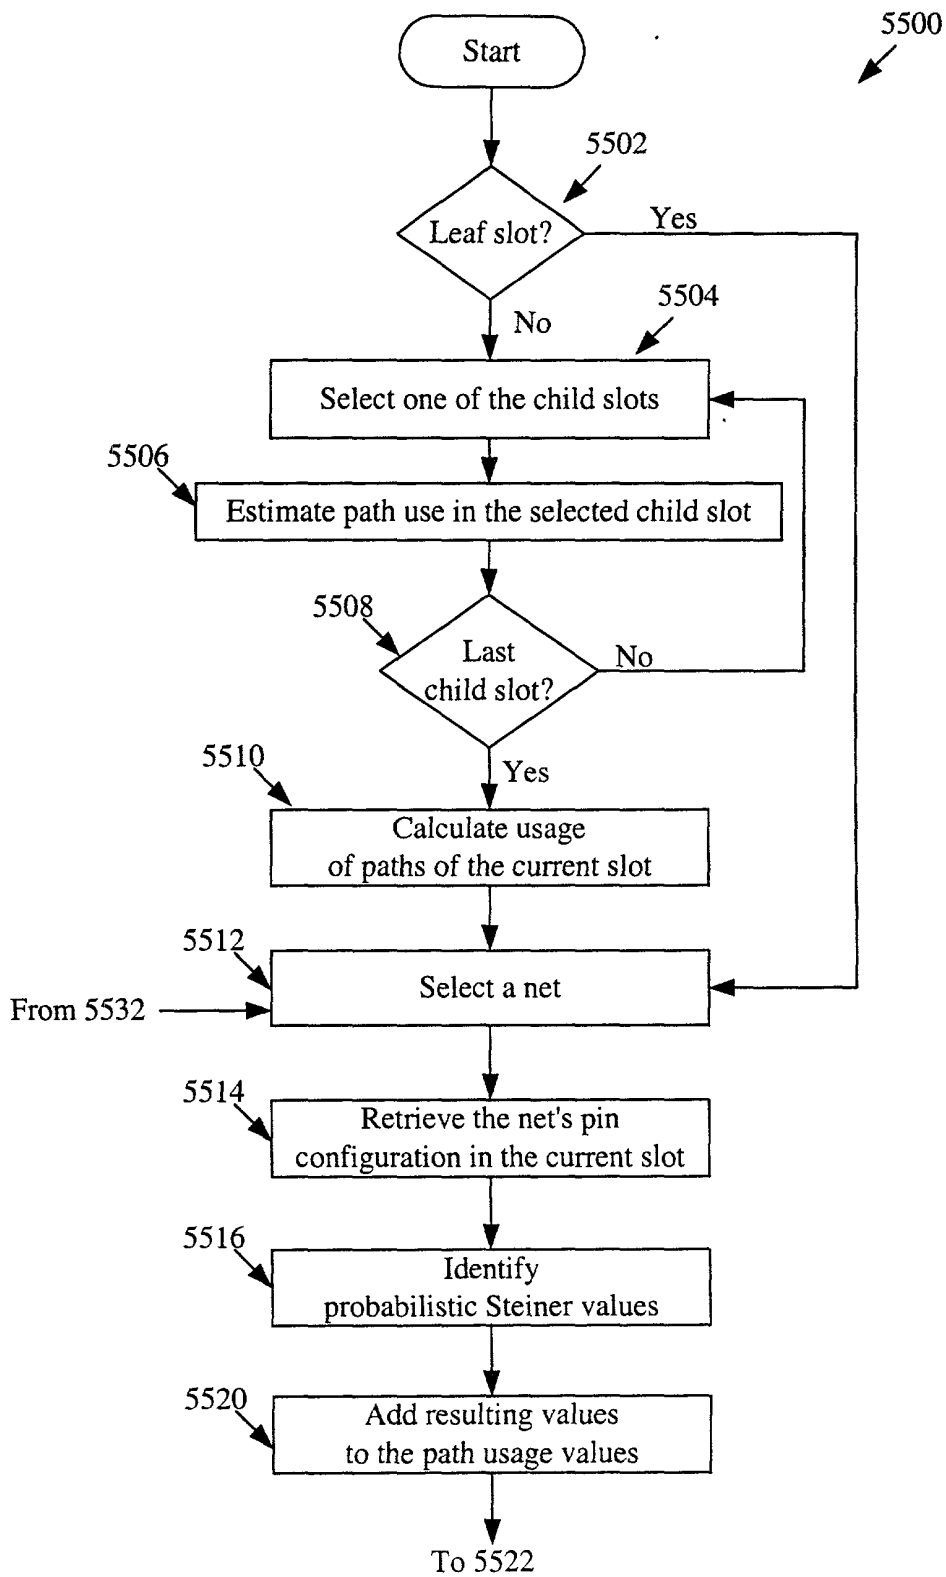 5500
Start
5502
Leaf slot?
Yes
No
5504
Select one of the child slots
5506
Estimate path use in the selected child slot
5508
Last
child slot?
No
Yes
5510
Calculate usage
of paths of the current slot
5512
Select a net
From 5532
5514
Retrieve the net's pin
configuration in the current slot
5516
Identify
probabilistic Steiner values
5520
Add resulting values
to the path usage values
To 5522